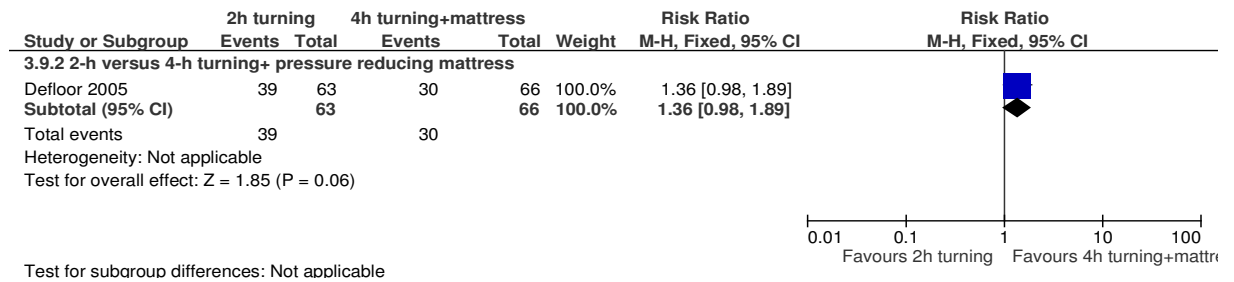 2h turning 4h turning+mattress Risk Ratio Risk Ratio
Study or Subgroup Events Total Events Total Weight M-H, Fixed, 95% CI M-H, Fixed, 95% CI
3.9.2 2-h versus 4-h turning+ pressure reducing mattress
Defloor 2005 39 63 30 66 100.0% 1.36 [0.98, 1.89]
Subtotal (95% CI) 63 66 100.0% 1.36 [0.98, 1.89]
Total events 39 30
Heterogeneity: Not applicable
Test for overall effect: Z = 1.85 (P = 0.06)
0.01 0.1 1 10 100
Favours 2h turning Favours 4h turning+mattre
Test for subgroup differences: Not applicable